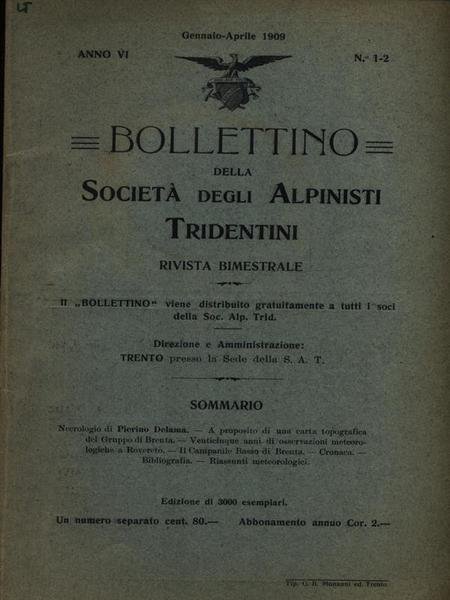 Gennaio-Aprile 1909
ANNO VI
N.º 1-2
BOLLETTINO
DELLA
SOCIETÀ DEGLI ALPINISTI
TRIDENTINI
RIVISTA BIMESTRALE
Il „BOLLETTINO" viene distribuito gratuitamente a tutti i soci
della Soc. Alp. Trid.
Direzione e Amministrazione:
TRENTO presso la Sede della S. A. T.
SOMMARIO
Necrologio di Pierino Delama. — A proposito di una carta topografica
del Gruppo di Brenta. — Venticinque anni di osservazioni meteoro-
logiche a Rovereto. — Il Campanile Basso di Brenta. — Cronaca. —
Bibliografia. — Riassunti meteorologici.
Edizione di 3000 esemplari.
Un numero separato cent. 80.— Abbonamento annuo Cor. 2.—
Tip. G. B. Monauni ed. Trento.